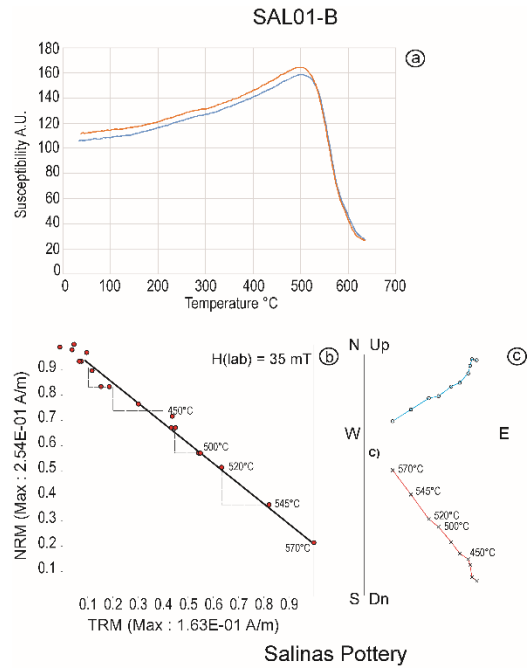 SAL01-B
a
Susceptibility A.U.
180
160
140
120
100
80
60
40
20
0
0 100 200 300 400 500 600 700
Temperature °C
H(lab) = 35 mT
b
NRM (Max : 2.54E-01 A/m)
0.9
0.8
0.7
0.6
0.5
0.4
0.3
0.2
0.1
450°C
500°C
520°C
545°C
570°C
0.1 0.2 0.3 0.4 0.5 0.6 0.7 0.8 0.9
TRM (Max : 1.63E-01 A/m)
N Up
c
W
E
c)
570°C
545°C
520°C
500°C
450°C
S Dn
Salinas Pottery